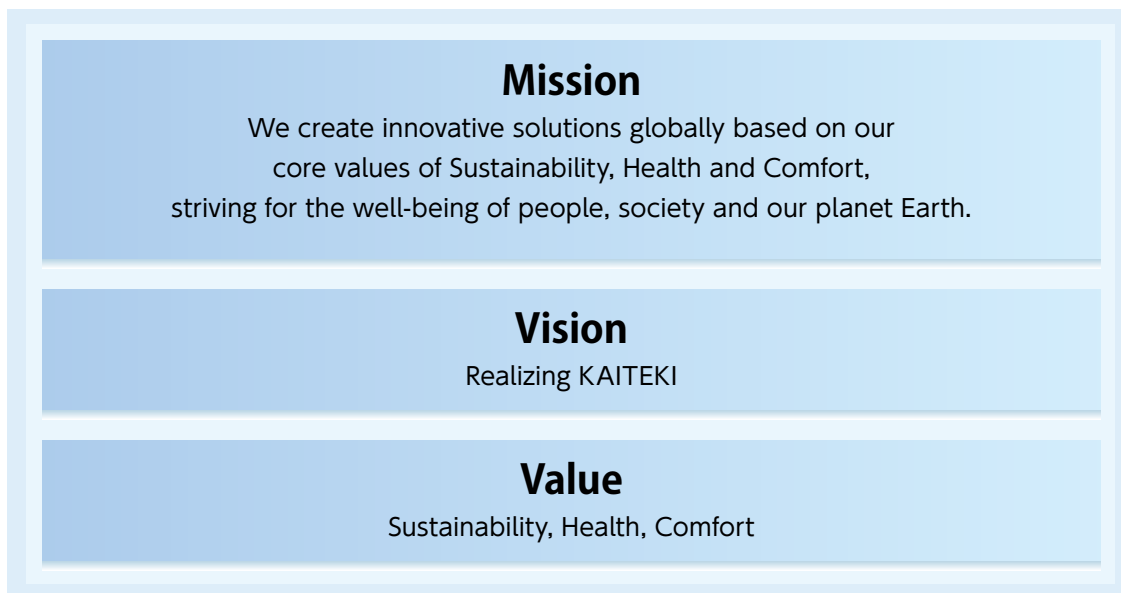 Mission
We create innovative solutions globally based on our
core values of Sustainability, Health and Comfort,
striving for the well-being of people, society and our planet Earth.
Vision
Realizing KAITEKI
Value
Sustainability, Health, Comfort